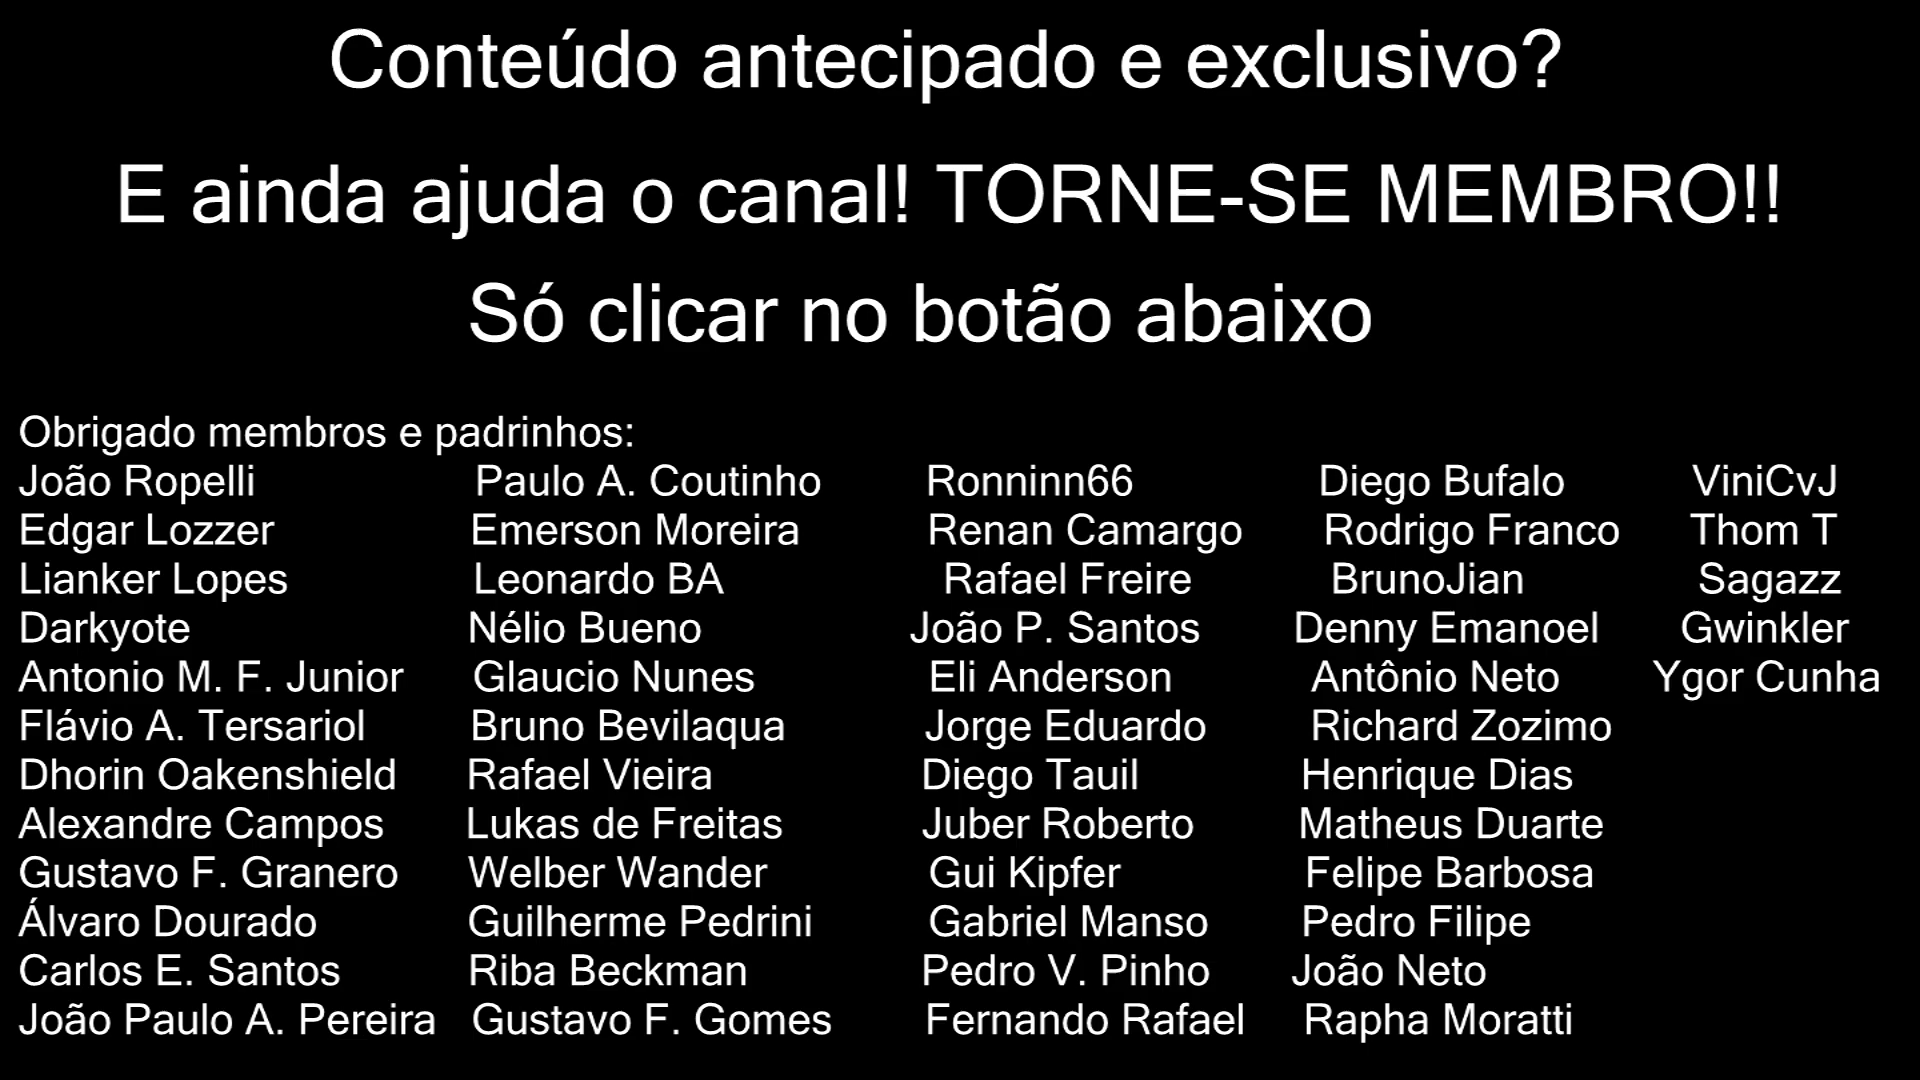 Conteúdo antecipado e exclusivo?
E ainda ajuda o canal! TORNE-SE MEMBRO!!
Só clicar no botão abaixo
Obrigado membros e padrinhos:
João Ropelli Paulo A. Coutinho Ronninn66 Diego Bufalo ViniCvJ
Edgar Lozzer Emerson Moreira Renan Camargo Rodrigo Franco Thom T
Lianker Lopes Leonardo BA Rafael Freire BrunoJian Sagazz
Darkyote Nélio Bueno João P. Santos Denny Emanoel Gwinkler
Antonio M. F. Junior Glaucio Nunes Eli Anderson Antônio Neto Ygor Cunha
Flávio A. Tersariol Bruno Bevilaqua Jorge Eduardo Richard Zozimo
Dhorin Oakenshield Rafael Vieira Diego Tauil Henrique Dias
Alexandre Campos Lukas de Freitas Juber Roberto Matheus Duarte
Gustavo F. Granero Welber Wander Gui Kipfer Felipe Barbosa
Álvaro Dourado Guilherme Pedrini Gabriel Manso Pedro Filipe
Carlos E. Santos Riba Beckman Pedro V. Pinho João Neto
João Paulo A. Pereira Gustavo F. Gomes Fernando Rafael Rapha Moratti